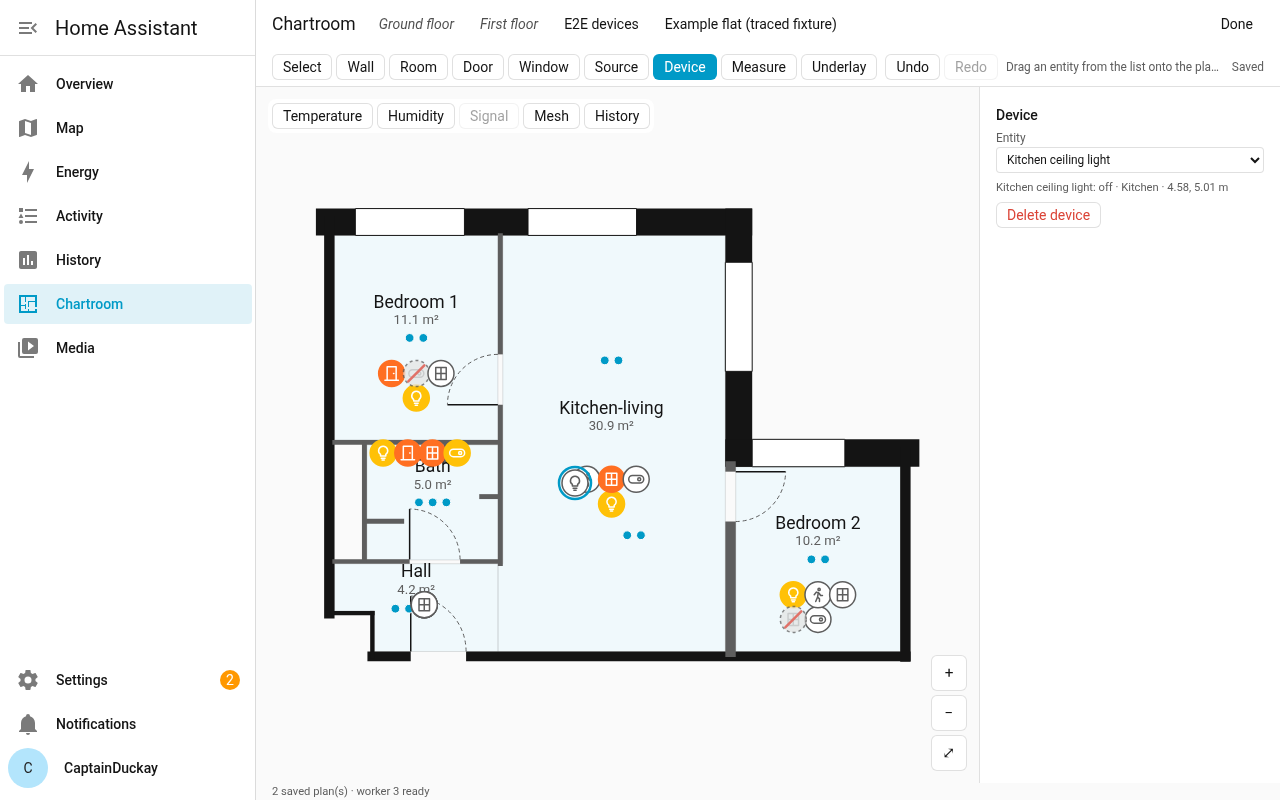 Home Assistant
Chartroom
Ground floor
First floor
E2E devices
Example flat (traced fixture)
Done
Select
Wall
Room
Door
Window
Source
Device
Measure
Underlay
Undo
Redo
Drag an entity from the list onto the pla...
Saved
Overview
Map
Energy
Activity
History
Chartroom
Media
Settings
2
Notifications
C
CaptainDuckay
Temperature
Humidity
Signal
Mesh
History
Bedroom 1
11.1 m²
Kitchen-living
30.9 m²
Bath
5.0 m²
Bedroom 2
10.2 m²
Hall
4.2 m²
+
−
2 saved plan(s) · worker 3 ready
Device
Entity
Kitchen ceiling light
Kitchen ceiling light: off · Kitchen · 4.58, 5.01 m
Delete device